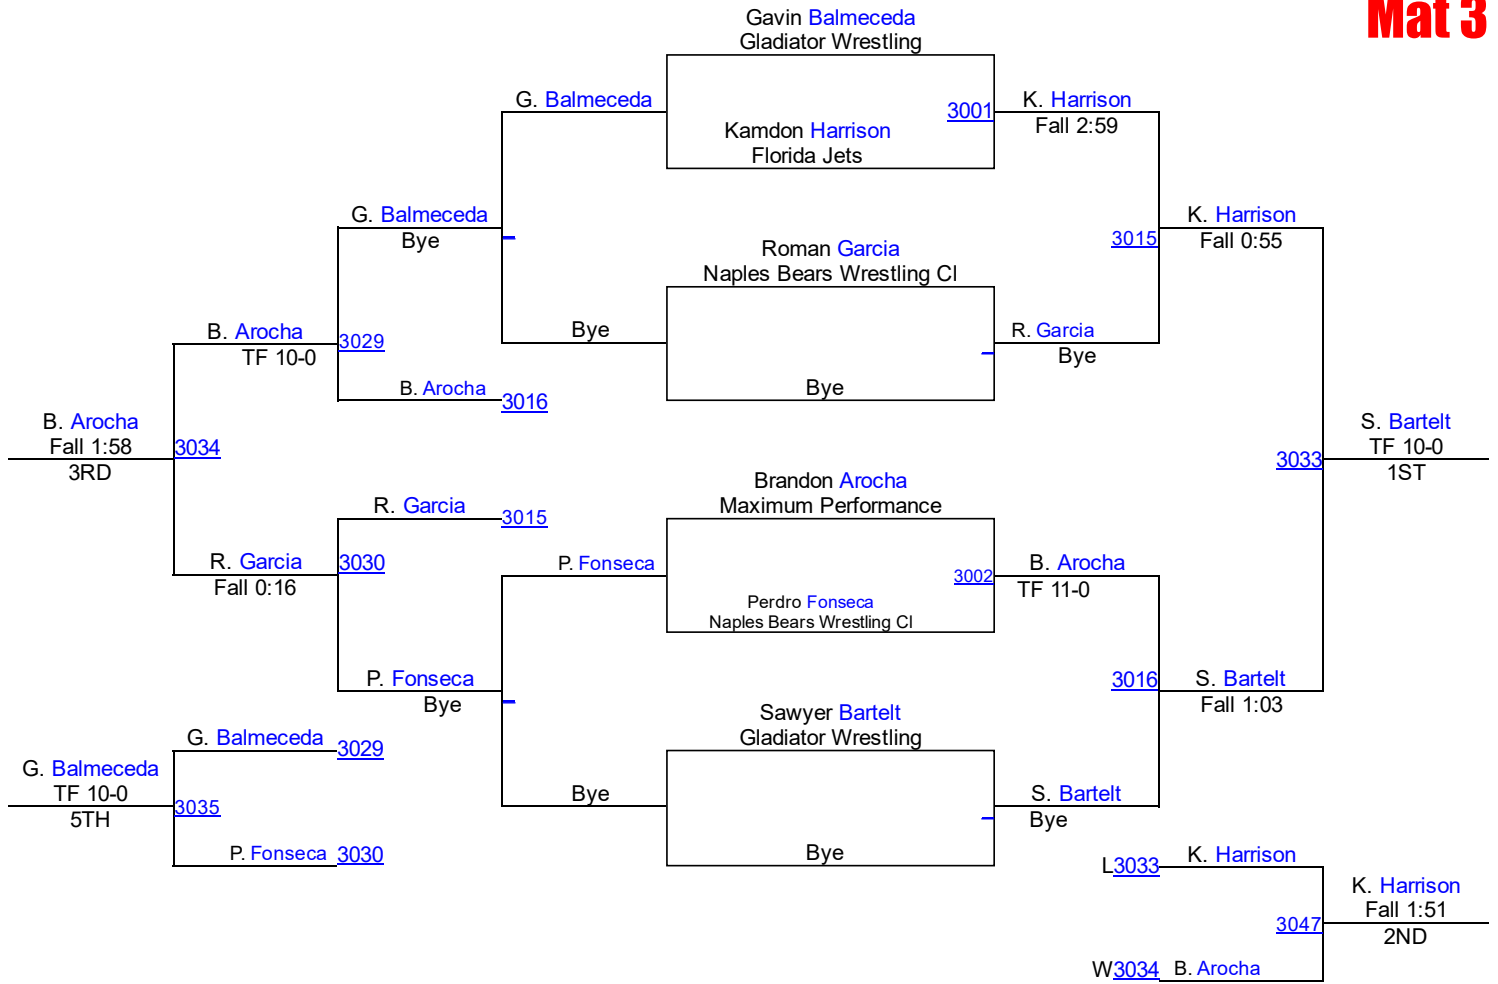 Mat 3
Gavin Balmeceda
Gladiator Wrestling
G. Balmeceda
3001
K. Harrison
Fall 2:59
Kamdon Harrison
Florida Jets
G. Balmeceda
Bye
Roman Garcia
Naples Bears Wrestling Cl
3015
K. Harrison
Fall 0:55
B. Arocha
TF 10-0
3029
Bye
R. Garcia
Bye
B. Arocha
3016
Bye
B. Arocha
Fall 1:58
3RD
3034
S. Bartelt
TF 10-0
1ST
3033
Brandon Arocha
Maximum Performance
R. Garcia
3015
R. Garcia
Fall 0:16
3030
P. Fonseca
3002
B. Arocha
TF 11-0
Perdro Fonseca
Naples Bears Wrestling Cl
P. Fonseca
Bye
3016
S. Bartelt
Fall 1:03
Sawyer Bartelt
Gladiator Wrestling
G. Balmeceda
3029
G. Balmeceda
TF 10-0
5TH
3035
Bye
S. Bartelt
Bye
P. Fonseca
3030
Bye
L3033
K. Harrison
K. Harrison
Fall 1:51
2ND
3047
W3034
B. Arocha